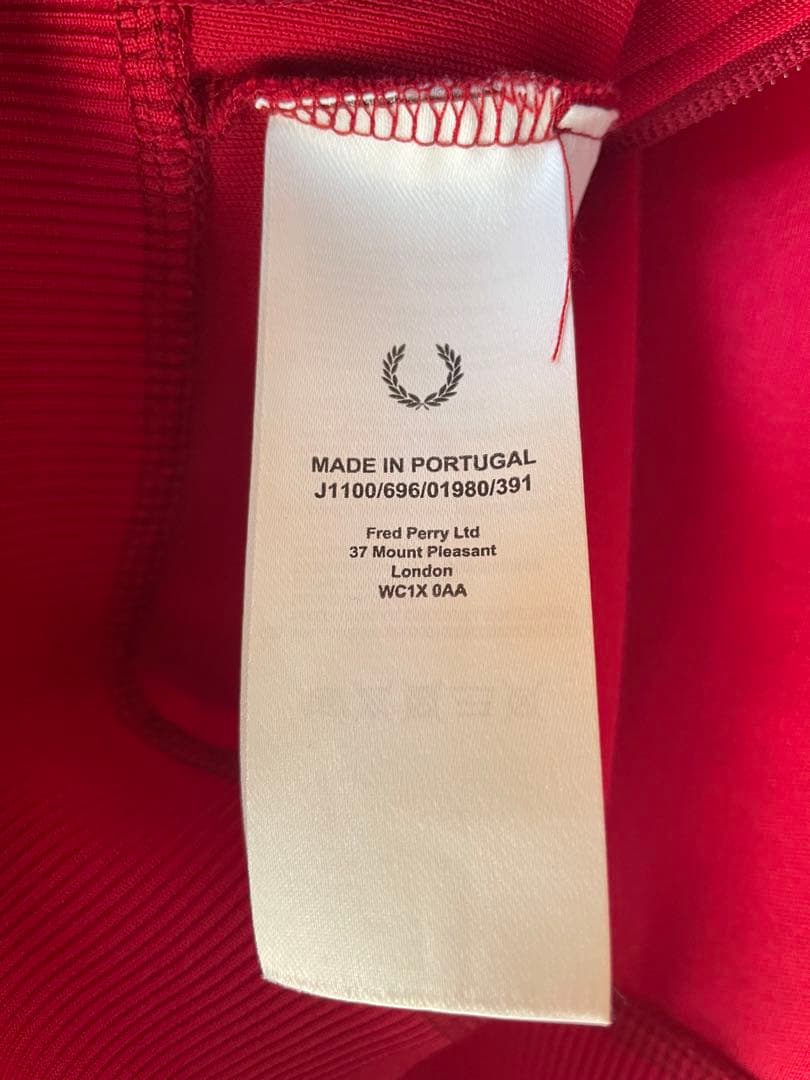 MADE IN PORTUGAL
J1100/696/01980/391
Fred Perry Ltd
37 Mount Pleasant
London
WC1X 0AA